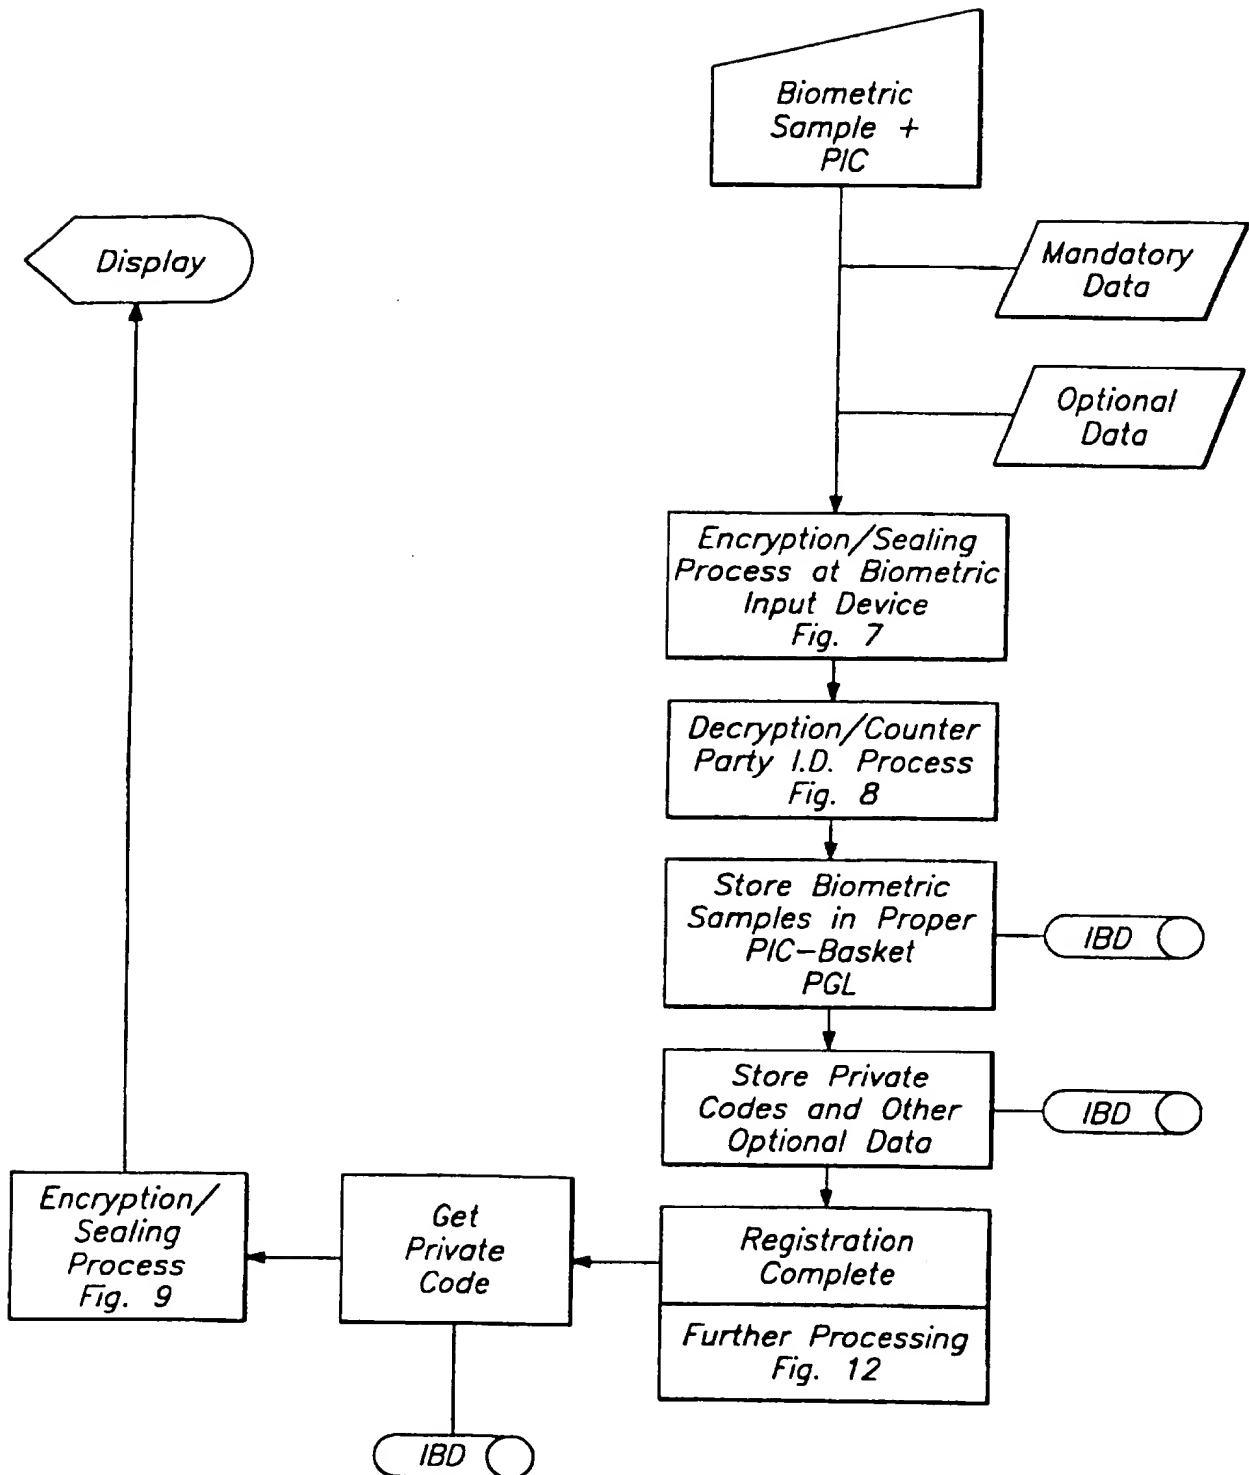 Biometric
Sample +
PIC
Display
Mandatory
Data
Optional
Data
Encryption/Sealing
Process at Biometric
Input Device
Fig. 7
Decryption/Counter
Party I.D. Process
Fig. 8
Store Biometric
Samples in Proper
PIC-Basket
PGL
IBD
Store Private
Codes and Other
Optional Data
IBD
Registration
Complete
Further Processing
Fig. 12
Get
Private
Code
IBD
Encryption/
Sealing
Process
Fig. 9